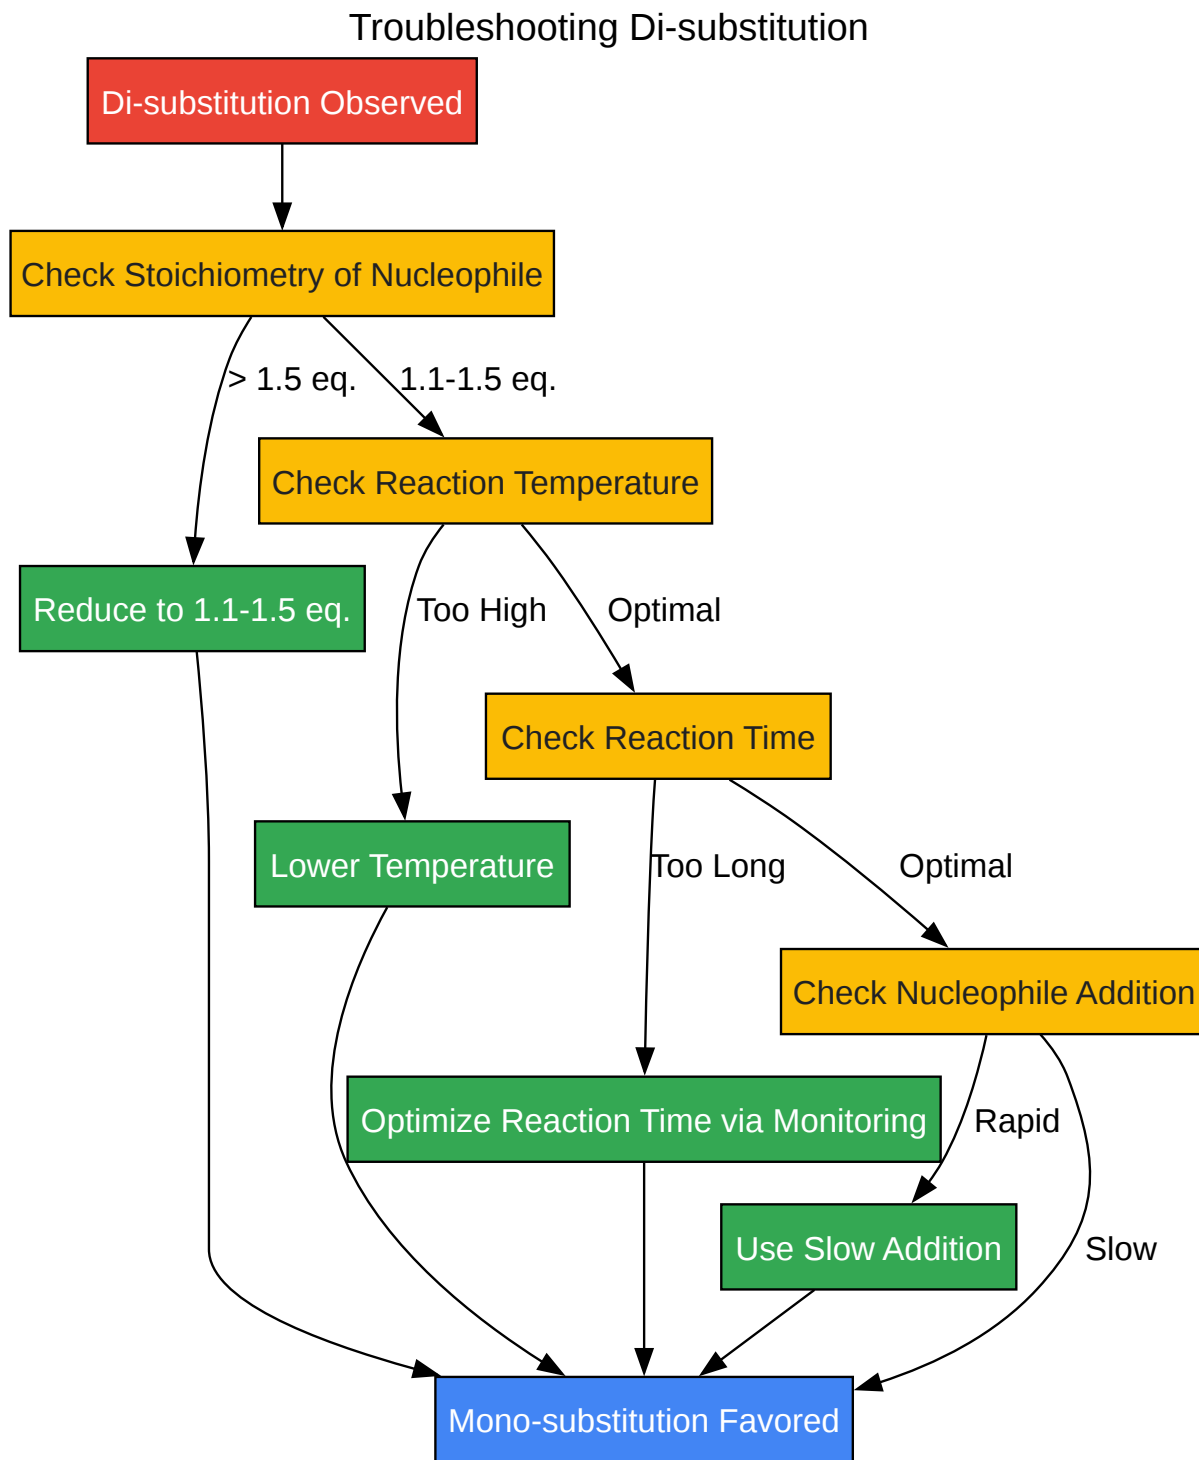 Troubleshooting Di-substitution
Di-substitution Observed
Check Stoichiometry of Nucleophile
> 1.5 eq.
1.1-1.5 eq.
Check Reaction Temperature
Reduce to 1.1-1.5 eq.
Too High
Optimal
Check Reaction Time
Lower Temperature
Too Long
Optimal
Check Nucleophile Addition
Optimize Reaction Time via Monitoring
Rapid
Use Slow Addition
Slow
Mono-substitution Favored